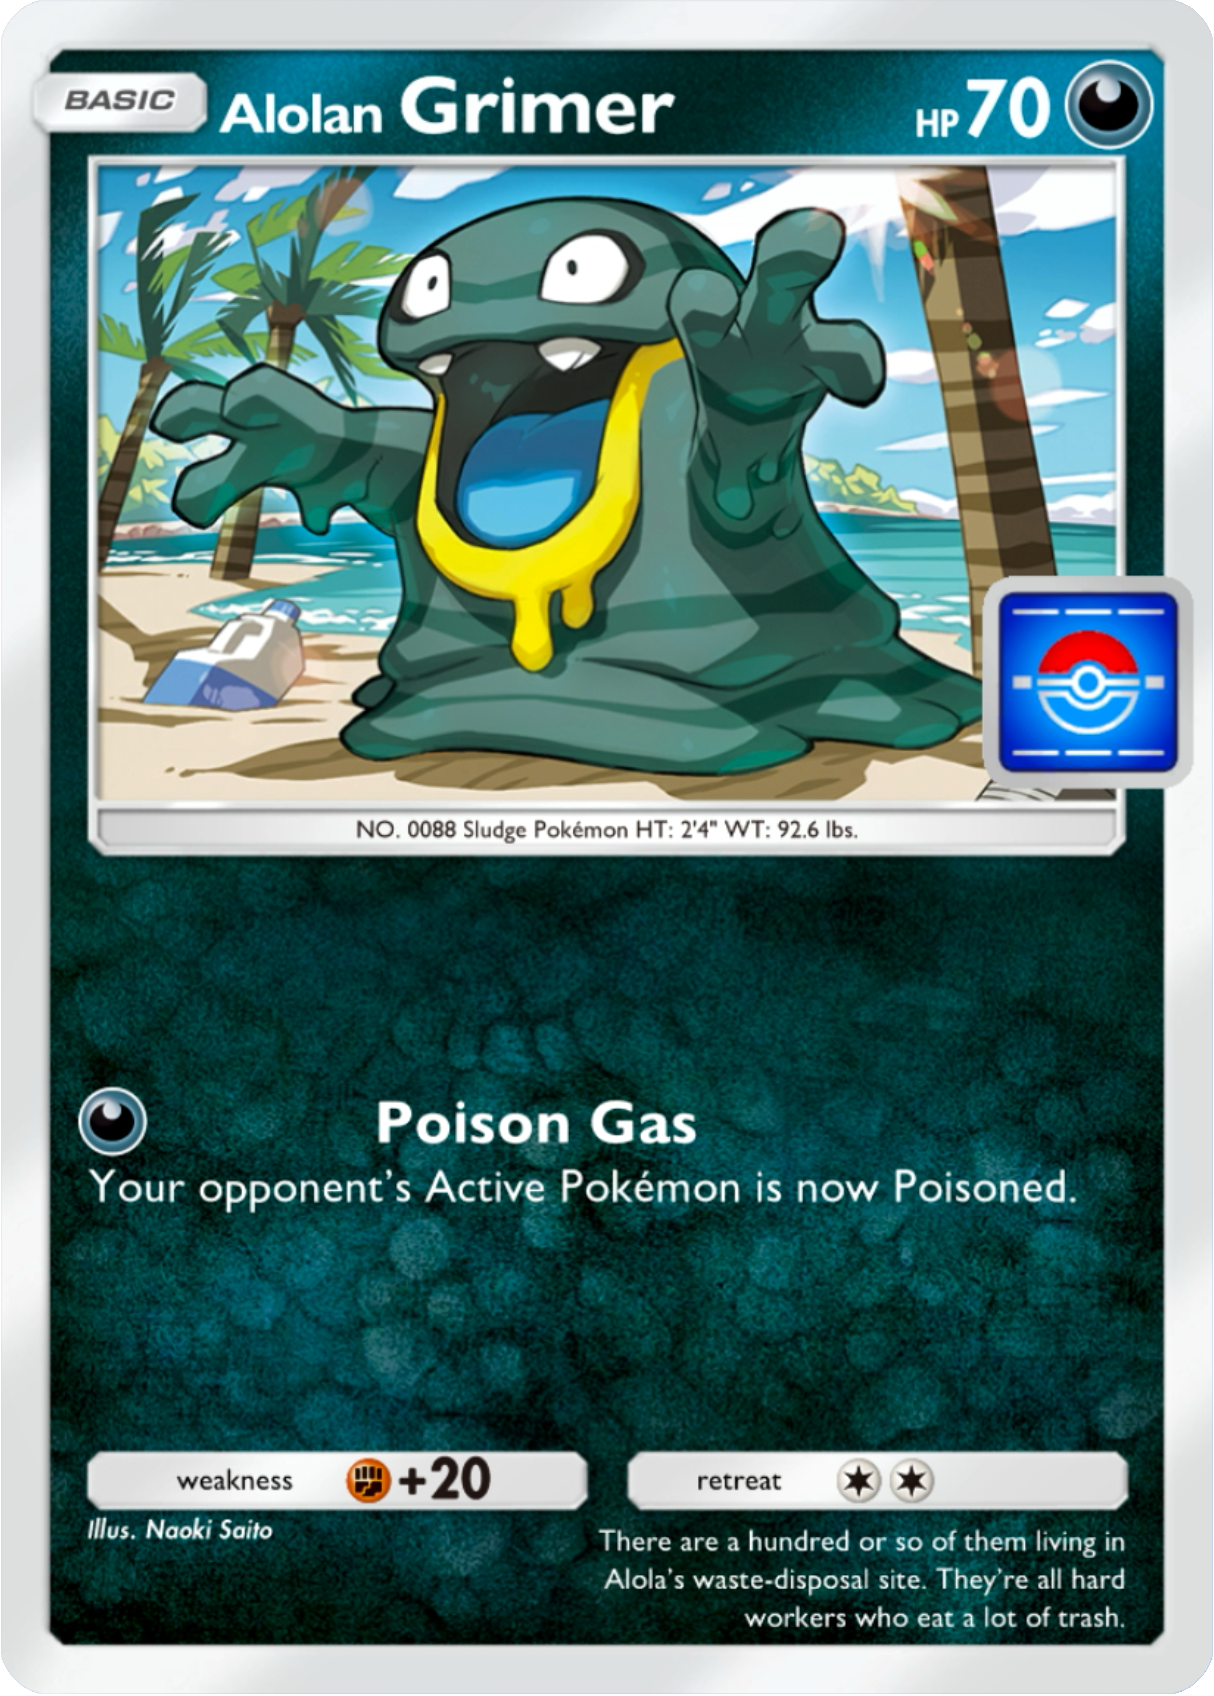 BASIC
Alolan Grimer
HP 70
NO. 0088 Sludge Pokémon HT: 2'4" WT: 92.6 lbs.
Poison Gas
Your opponent's Active Pokémon is now Poisoned.
weakness +20
retreat
Illus. Naoki Saito
There are a hundred or so of them living in
Alola's waste-disposal site. They're all hard
workers who eat a lot of trash.